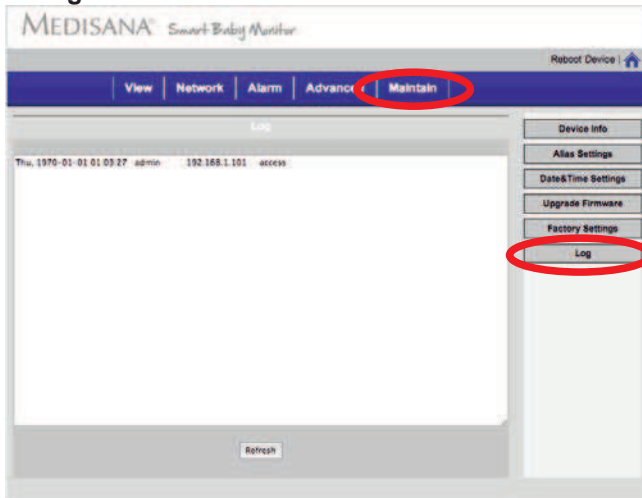 MEDISANA® Smart Baby Monitor
Reboot Device |
View | Network | Alarm | Advanced | Maintain
Log
Thu, 1970-01-01 01:03:27 admin 192.168.1.101 access
Device Info
Alias Settings
Date&Time Settings
Upgrade Firmware
Factory Settings
Log
Refresh